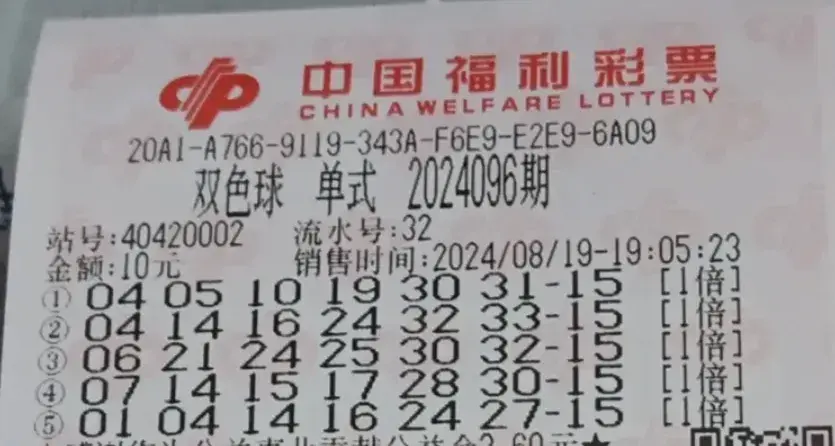 中国福利彩票
CHINA WELFARE LOTTERY
20A1-A766-9119-343A-F6E9-E2E9-6A09
双色球 单式 2024096期
站号:40420002 流水号:32
金额:10元 销售时间:2024/08/19-19:05:23
① 04 05 10 19 30 31-15 [1倍]
② 04 14 16 24 32 33-15 [1倍]
③ 06 21 24 25 30 32-15 [1倍]
④ 07 14 15 17 28 30-15 [1倍]
⑤ 01 04 14 16 24 27-15 [1倍]